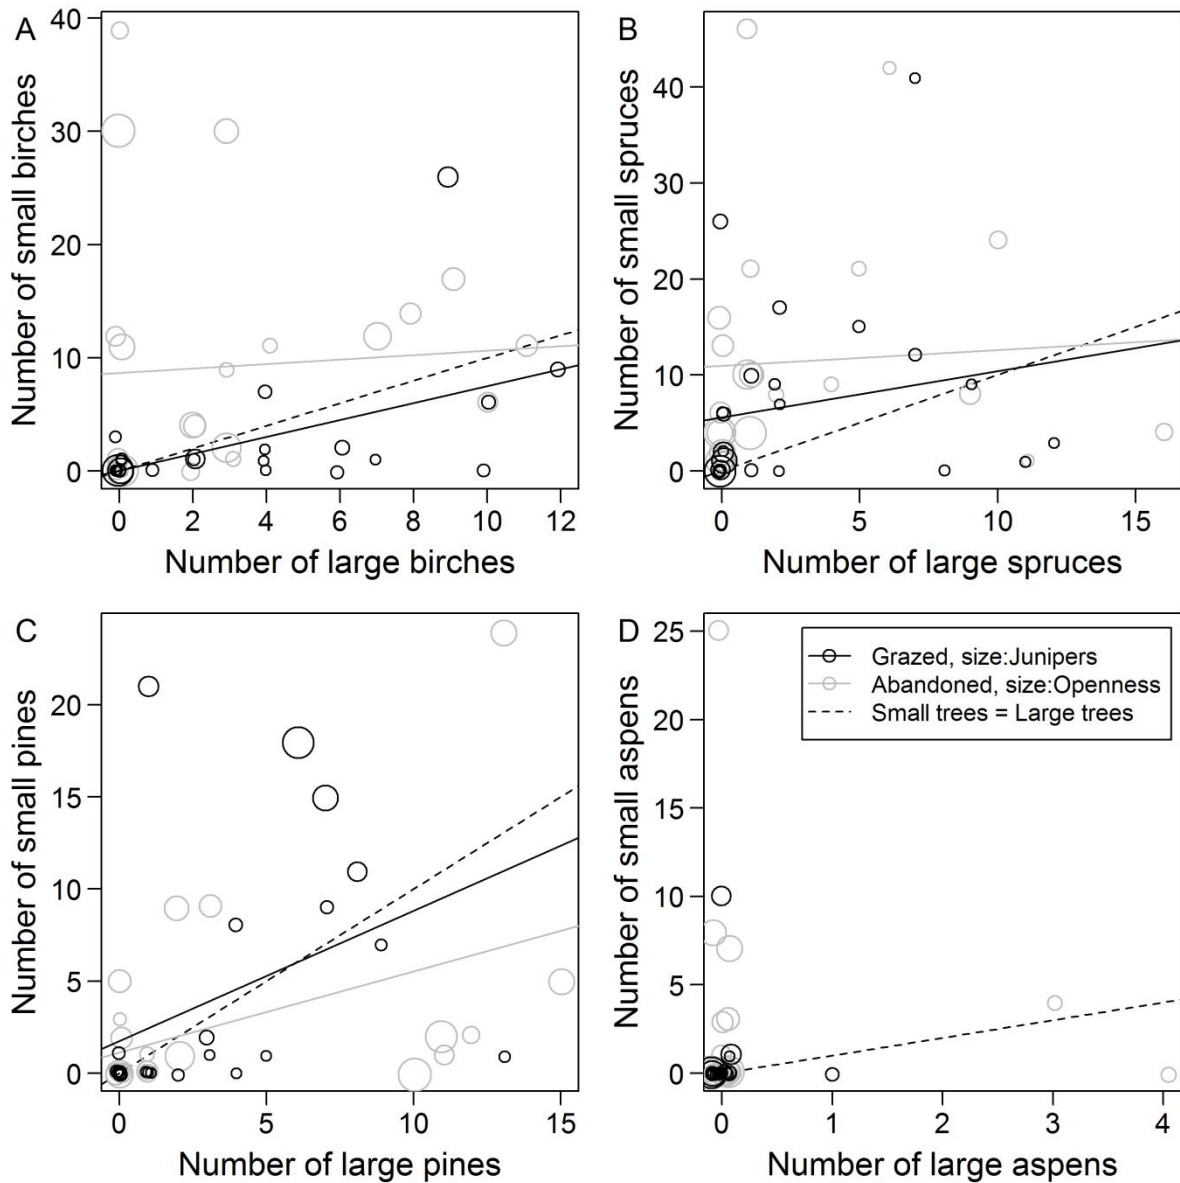 A
Number of small birches
40
30
20
10
0
0 2 4 6 8 10 12
Number of large birches
B
Number of small spruces
40
30
20
10
0
0 5 10 15
Number of large spruces
C
Number of small pines
20
15
10
5
0
0 5 10 15
Number of large pines
D
Number of small aspens
25
20
15
10
5
0
Grazed, size:Junipers
Abandoned, size:Openness
Small trees = Large trees
0 1 2 3 4
Number of large aspens